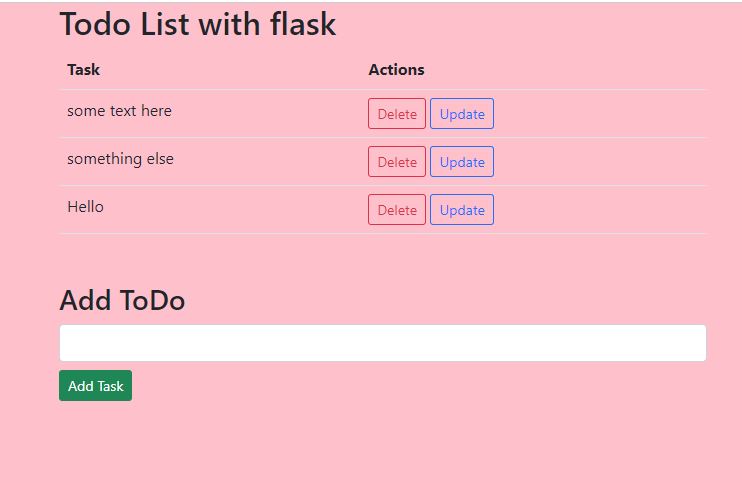 Todo List with flask
Task Actions
some text here Delete Update
something else Delete Update
Hello Delete Update
Add ToDo
Add Task